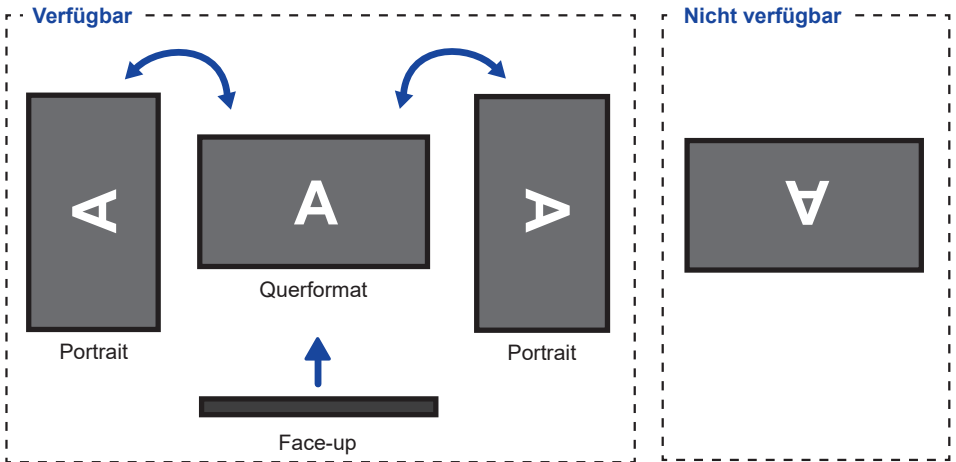 Verfügbar
Nicht verfügbar
A
A
A
A
Querformat
Portrait
Portrait
Face-up